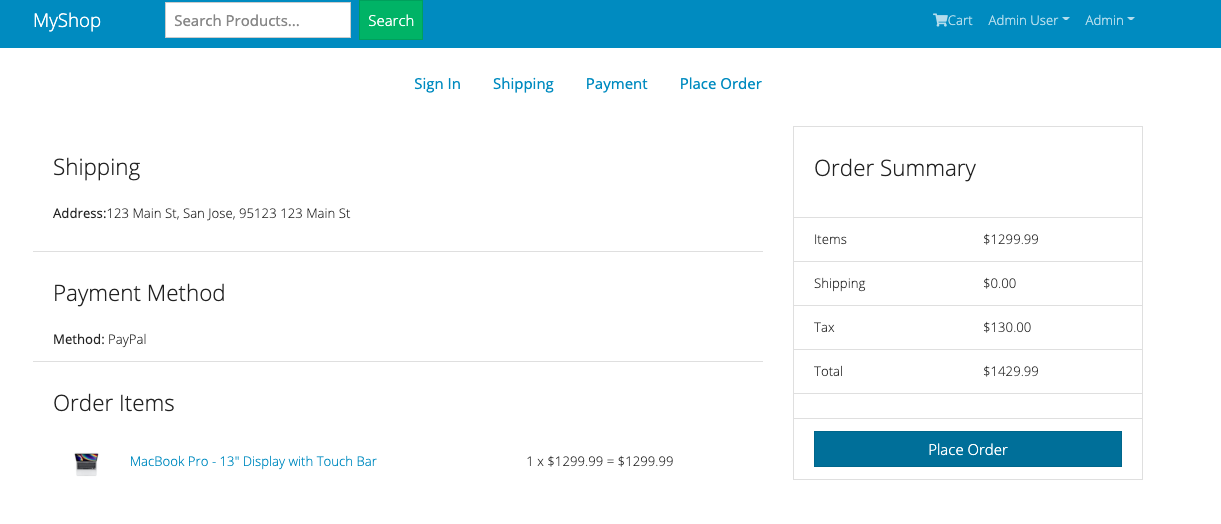 MyShop Search Products... Search Cart Admin User Admin
Sign In Shipping Payment Place Order
Shipping
Address:123 Main St, San Jose, 95123 123 Main St
Payment Method
Method: PayPal
Order Items
MacBook Pro - 13" Display with Touch Bar 1 x $1299.99 = $1299.99
Order Summary
Items $1299.99
Shipping $0.00
Tax $130.00
Total $1429.99
Place Order